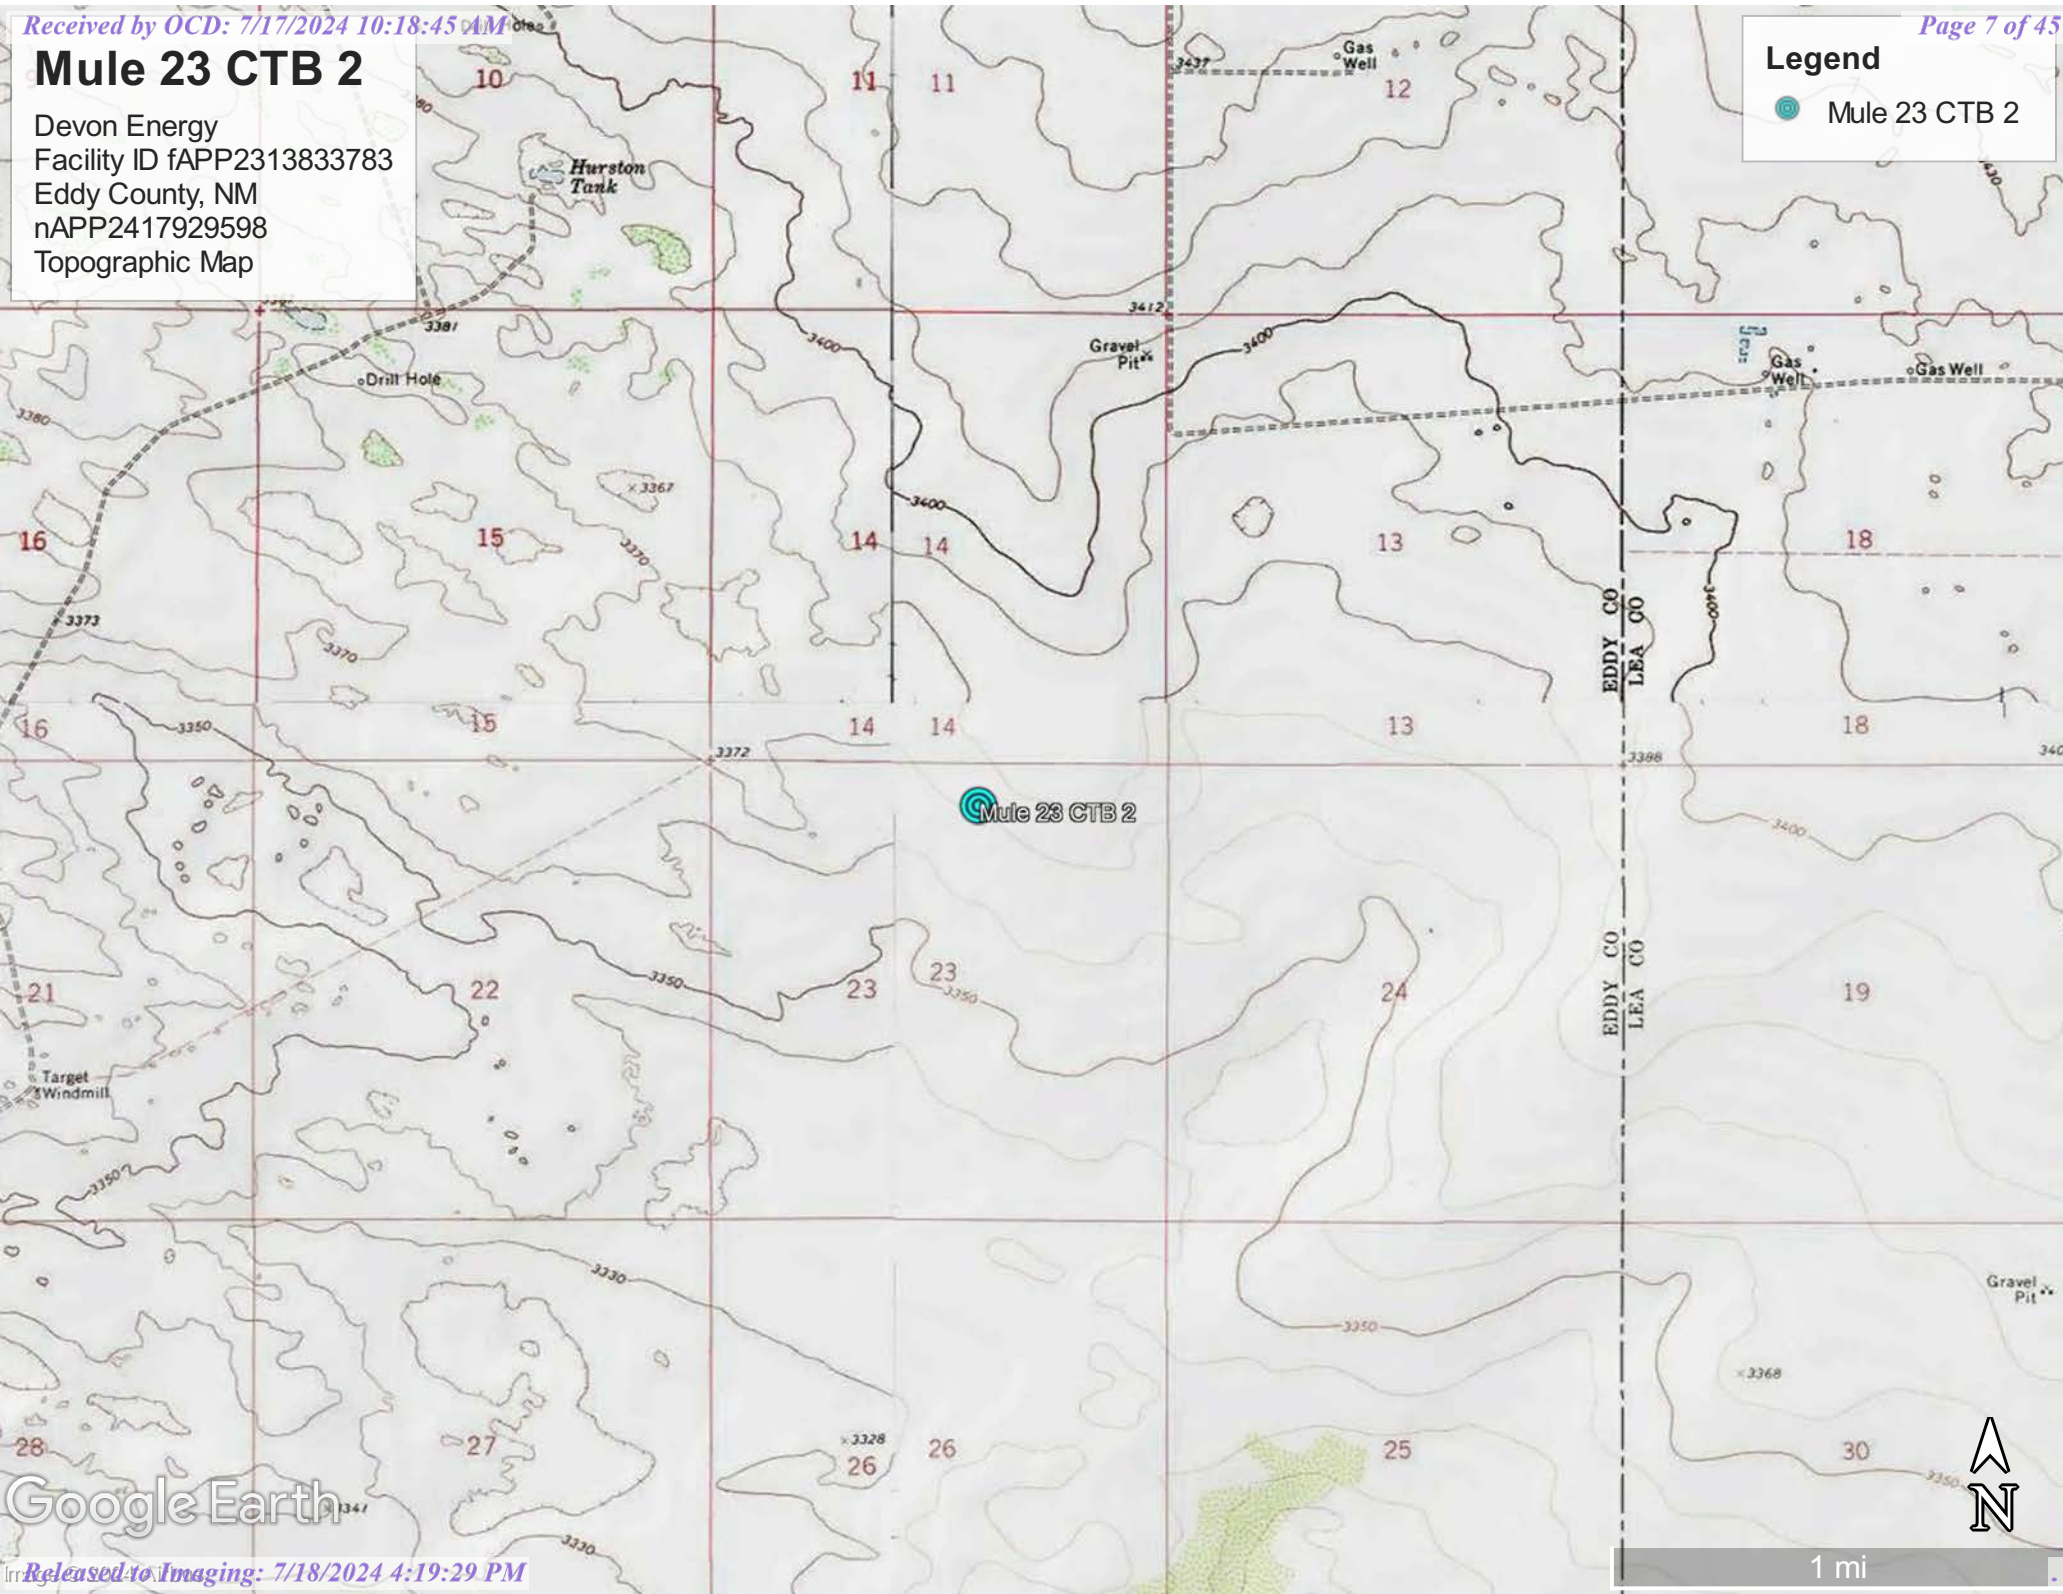 Received by OCD: 7/17/2024 10:18:45 AM
Page 7 of 45
Mule 23 CTB 2
Devon Energy
Facility ID fAPP2313833783
Eddy County, NM
nAPP2417929598
Topographic Map
Legend
Mule 23 CTB 2
10
11
11
3437
Gas
Well
12
Hurston
Tank
3430
3381
3412
3400
Gravel
Pit
3400
Drill Hole
Gas
Well
Gas Well
3380
3367
3400
16
15
3370
14
14
13
18
3373
3370
EDDY CO
LEA CO
3400
16
3350
15
14
14
13
18
3372
3388
340
Mule 23 CTB 2
3400
21
22
3350
23
23
3350
24
EDDY CO
LEA CO
19
Target
Windmill
3350
3330
Gravel
Pit
3350
3368
28
27
3328
26
26
25
30
3350
Google Earth
3341
3330
N
1 mi
Released to Imaging: 7/18/2024 4:19:29 PM